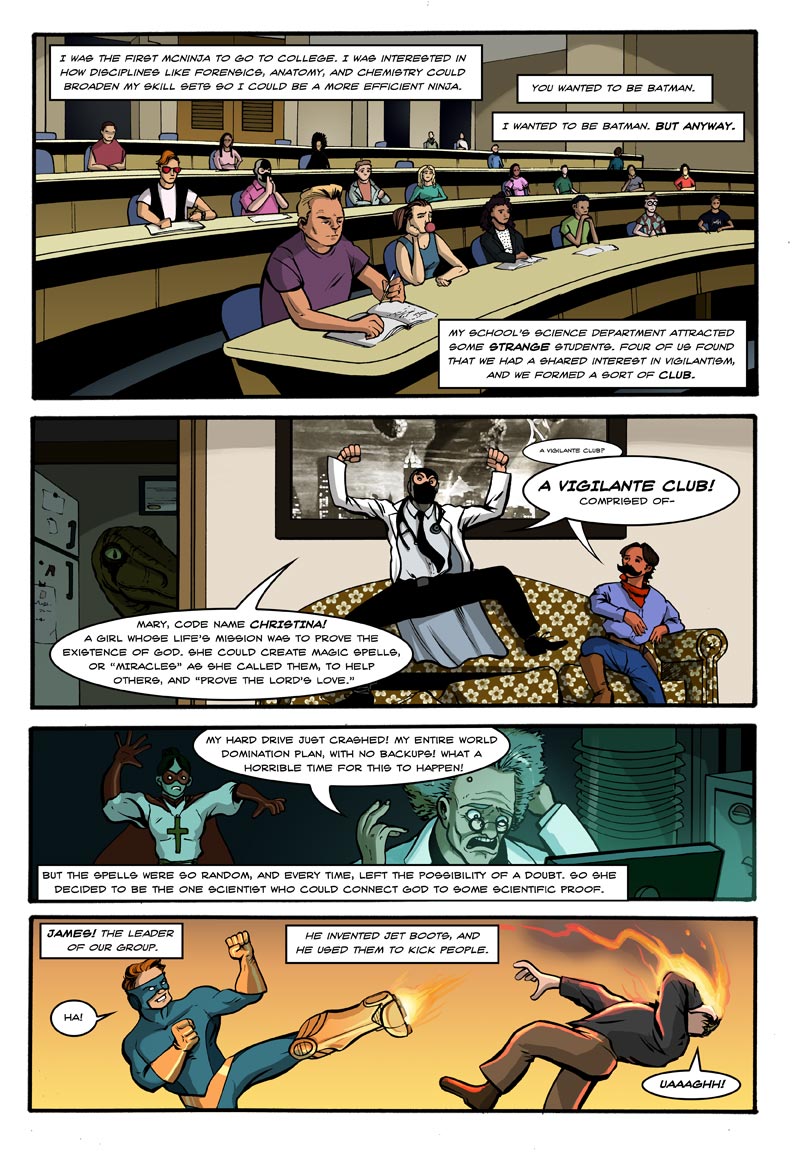 I WAS THE FIRST MCNINJA TO GO TO COLLEGE. I WAS INTERESTED IN
HOW DISCIPLINES LIKE FORENSICS, ANATOMY, AND CHEMISTRY COULD
BROADEN MY SKILL SETS SO I COULD BE A MORE EFFICIENT NINJA.
YOU WANTED TO BE BATMAN.
I WANTED TO BE BATMAN. BUT ANYWAY.
MY SCHOOL'S SCIENCE DEPARTMENT ATTRACTED
SOME STRANGE STUDENTS. FOUR OF US FOUND
THAT WE HAD A SHARED INTEREST IN VIGILANTISM,
AND WE FORMED A SORT OF CLUB.
A VIGILANTE CLUB?
A VIGILANTE CLUB!
COMPRISED OF-
MARY, CODE NAME CHRISTINA!
A GIRL WHOSE LIFE'S MISSION WAS TO PROVE THE
EXISTENCE OF GOD. SHE COULD CREATE MAGIC SPELLS,
OR "MIRACLES" AS SHE CALLED THEM, TO HELP
OTHERS, AND "PROVE THE LORD'S LOVE."
MY HARD DRIVE JUST CRASHED! MY ENTIRE WORLD
DOMINATION PLAN, WITH NO BACKUPS! WHAT A
HORRIBLE TIME FOR THIS TO HAPPEN!
BUT THE SPELLS WERE SO RANDOM, AND EVERY TIME, LEFT THE POSSIBILITY OF A DOUBT. SO SHE
DECIDED TO BE THE ONE SCIENTIST WHO COULD CONNECT GOD TO SOME SCIENTIFIC PROOF.
JAMES! THE LEADER
OF OUR GROUP.
HE INVENTED JET BOOTS, AND
HE USED THEM TO KICK PEOPLE.
HA!
UAAAGHH!